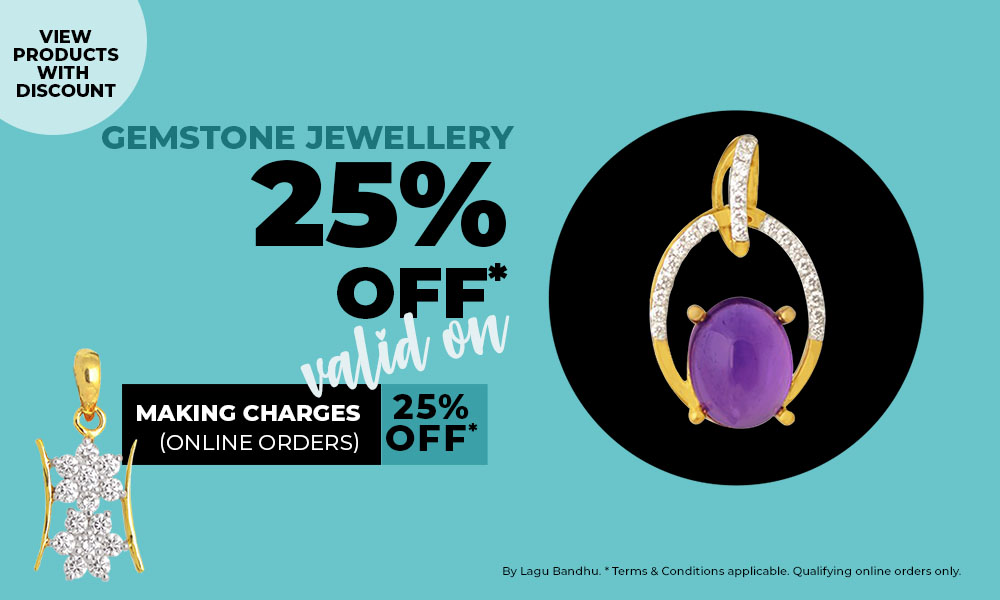 VIEW
PRODUCTS
WITH
DISCOUNT
GEMSTONE JEWELLERY
25%
OFF*
valid on
MAKING CHARGES
(ONLINE ORDERS)
25%
OFF*
By Lagu Bandhu. * Terms & Conditions applicable. Qualifying online orders only.